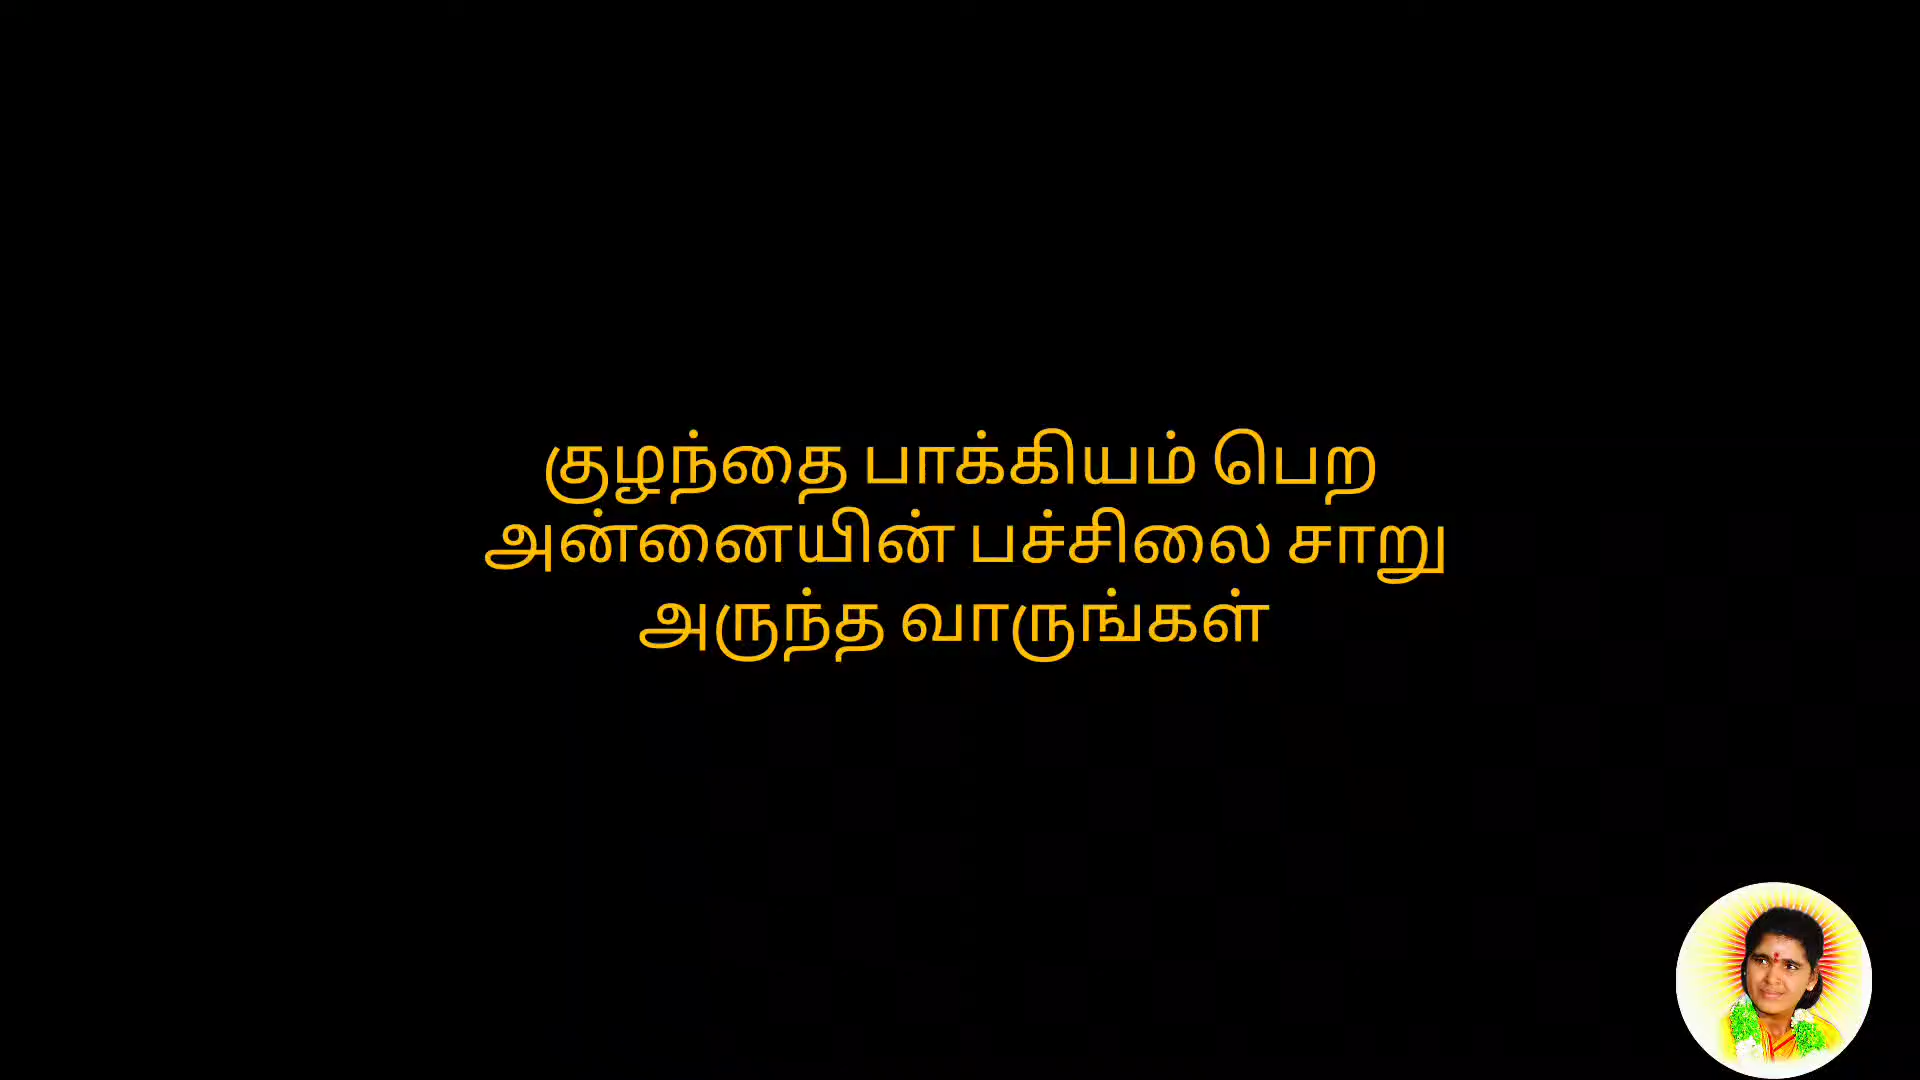 குழந்தை பாக்கியம் பெற
அன்னையின் பச்சிலை சாறு
அருந்த வாருங்கள்